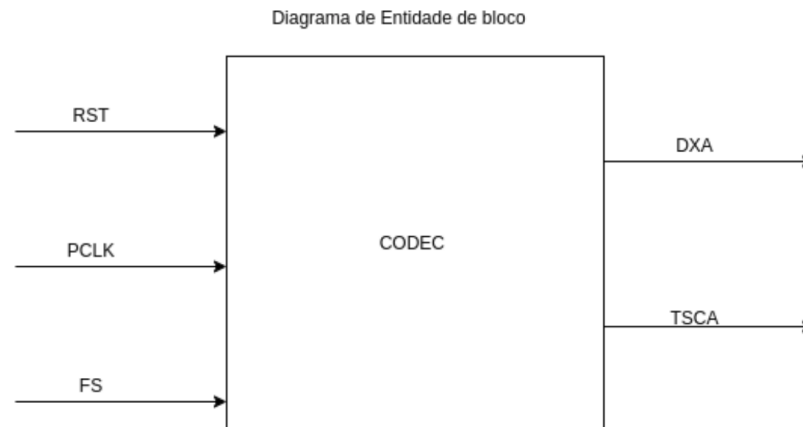 Diagrama de Entidade de bloco
RST
DXA
CODEC
PCLK
TSCA
FS